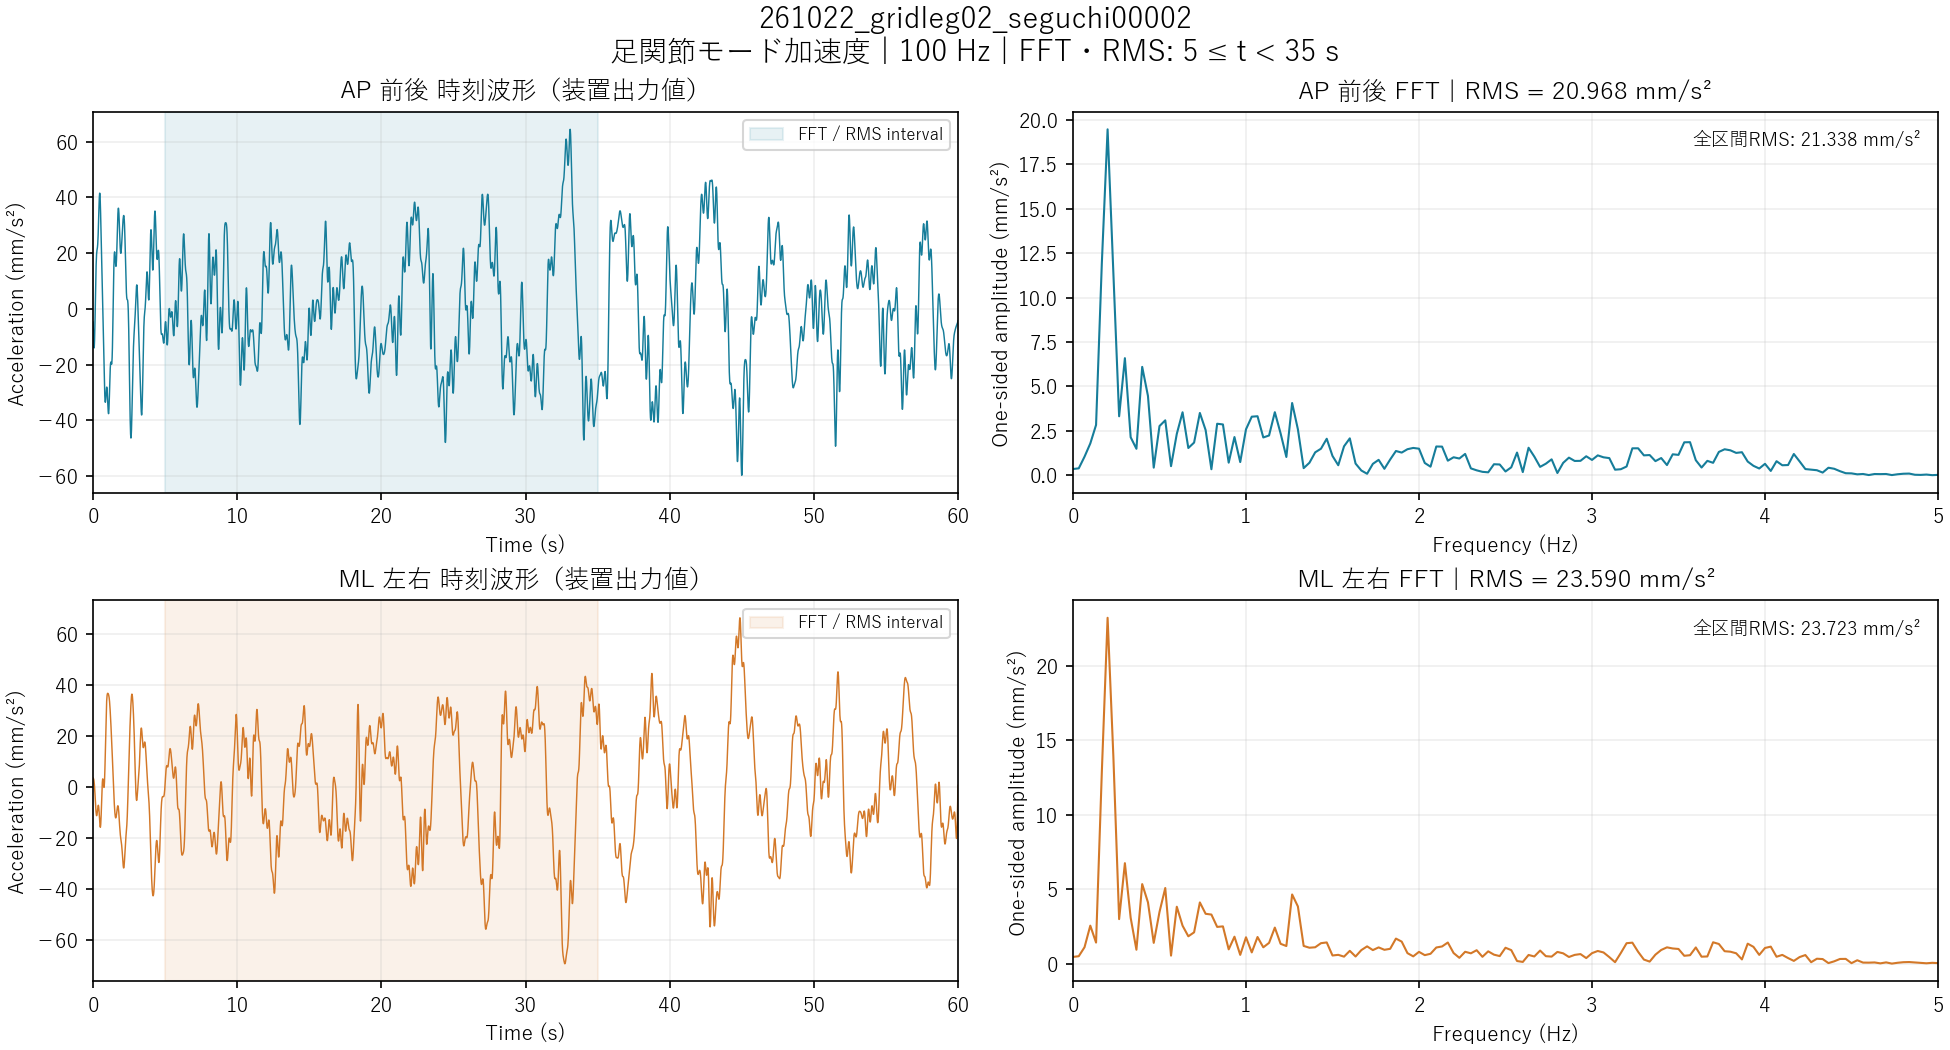 261022_gridleg02_seguchi00002
足関節モード加速度 | 100 Hz | FFT・RMS: 5 ≤ t < 35 s
AP 前後 時刻波形（装置出力値）
FFT / RMS interval
Acceleration (mm/s²)
60
40
20
0
−20
−40
−60
0 10 20 30 40 50 60
Time (s)
AP 前後 FFT | RMS = 20.968 mm/s²
全区間RMS: 21.338 mm/s²
One-sided amplitude (mm/s²)
20.0
17.5
15.0
12.5
10.0
7.5
5.0
2.5
0.0
0 1 2 3 4 5
Frequency (Hz)
ML 左右 時刻波形（装置出力値）
FFT / RMS interval
Acceleration (mm/s²)
60
40
20
0
−20
−40
−60
0 10 20 30 40 50 60
Time (s)
ML 左右 FFT | RMS = 23.590 mm/s²
全区間RMS: 23.723 mm/s²
One-sided amplitude (mm/s²)
20
15
10
5
0
0 1 2 3 4 5
Frequency (Hz)